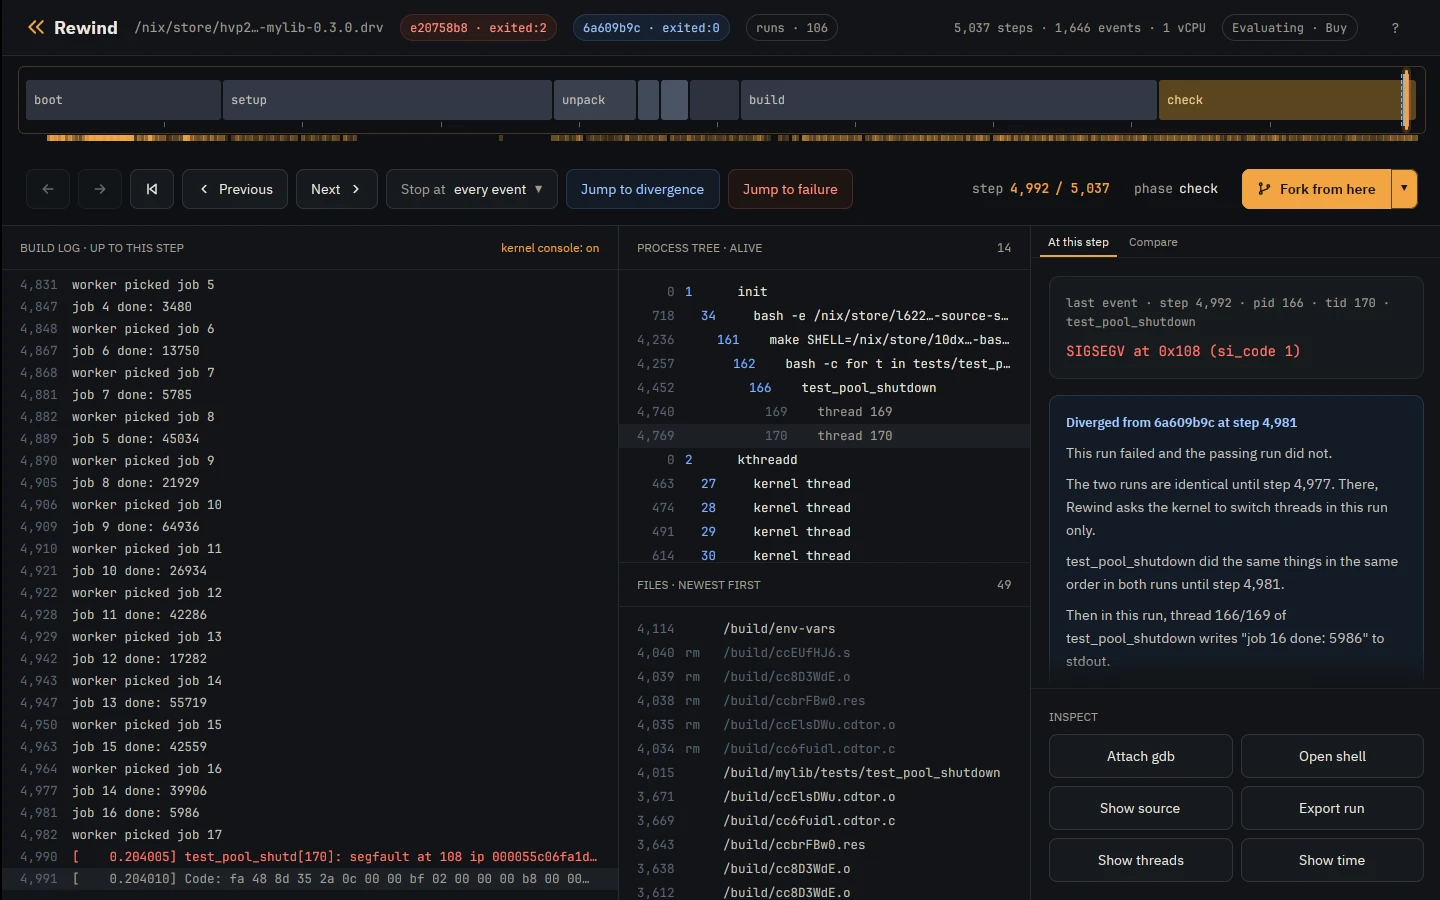 Rewind /nix/store/hvp2…-mylib-0.3.0.drv e20758b8 · exited:2 6a609b9c · exited:0 runs · 106 5,037 steps · 1,646 events · 1 vCPU Evaluating · Buy ?
boot setup unpack build check
Previous Next Stop at every event Jump to divergence Jump to failure step 4,992 / 5,037 phase check Fork from here
BUILD LOG · UP TO THIS STEP kernel console: on
4,831 worker picked job 5
4,847 job 4 done: 3480
4,848 worker picked job 6
4,867 job 6 done: 13750
4,868 worker picked job 7
4,881 job 7 done: 5785
4,882 worker picked job 8
4,889 job 5 done: 45034
4,890 worker picked job 9
4,905 job 8 done: 21929
4,906 worker picked job 10
4,909 job 9 done: 64936
4,910 worker picked job 11
4,921 job 10 done: 26934
4,922 worker picked job 12
4,928 job 11 done: 42286
4,929 worker picked job 13
4,942 job 12 done: 17282
4,943 worker picked job 14
4,947 job 13 done: 55719
4,950 worker picked job 15
4,963 job 15 done: 42559
4,964 worker picked job 16
4,977 job 14 done: 39906
4,981 job 16 done: 5986
4,982 worker picked job 17
4,990 [ 0.204005] test_pool_shutd[170]: segfault at 108 ip 000055c06fa1d…
4,991 [ 0.204010] Code: fa 48 8d 35 2a 0c 00 00 bf 02 00 00 00 b8 00 00…
PROCESS TREE · ALIVE 14
0 1 init
718 34 bash -e /nix/store/l622…-source-s…
4,236 161 make SHELL=/nix/store/10dx…-bas…
4,257 162 bash -c for t in tests/test_p…
4,452 166 test_pool_shutdown
4,740 169 thread 169
4,769 170 thread 170
0 2 kthreadd
463 27 kernel thread
474 28 kernel thread
491 29 kernel thread
614 30 kernel thread
FILES · NEWEST FIRST 49
4,114 /build/env-vars
4,040 rm /build/ccEUfHJ6.s
4,039 rm /build/cc8D3WdE.o
4,038 rm /build/ccbrFBw0.res
4,035 rm /build/ccElsDWu.cdtor.o
4,034 rm /build/cc6fuidl.cdtor.c
4,015 /build/mylib/tests/test_pool_shutdown
3,671 /build/ccElsDWu.cdtor.o
3,669 /build/cc6fuidl.cdtor.c
3,643 /build/ccbrFBw0.res
3,638 /build/cc8D3WdE.o
3,612 /build/cc8D3WdE.o
At this step Compare
last event · step 4,992 · pid 166 · tid 170 ·
test_pool_shutdown
SIGSEGV at 0x108 (si_code 1)
Diverged from 6a609b9c at step 4,981
This run failed and the passing run did not.
The two runs are identical until step 4,977. There,
Rewind asks the kernel to switch threads in this run
only.
test_pool_shutdown did the same things in the same
order in both runs until step 4,981.
Then in this run, thread 166/169 of
test_pool_shutdown writes "job 16 done: 5986" to
stdout.
INSPECT
Attach gdb Open shell
Show source Export run
Show threads Show time